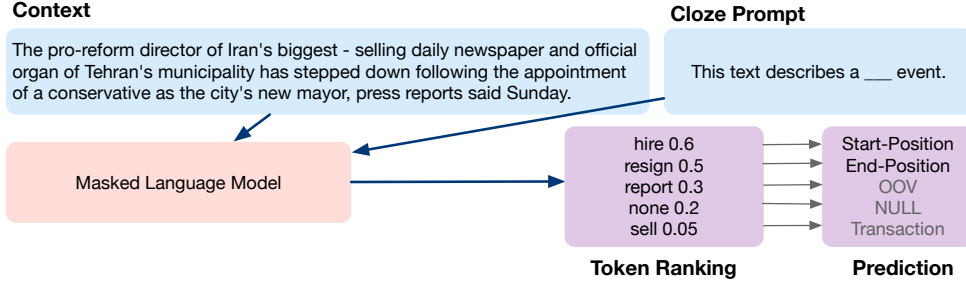 Context
The pro-reform director of Iran's biggest - selling daily newspaper and official
organ of Tehran's municipality has stepped down following the appointment
of a conservative as the city's new mayor, press reports said Sunday.
Cloze Prompt
This text describes a ___ event.
Masked Language Model
hire 0.6
resign 0.5
report 0.3
none 0.2
sell 0.05
Token Ranking
Start-Position
End-Position
OOV
NULL
Transaction
Prediction